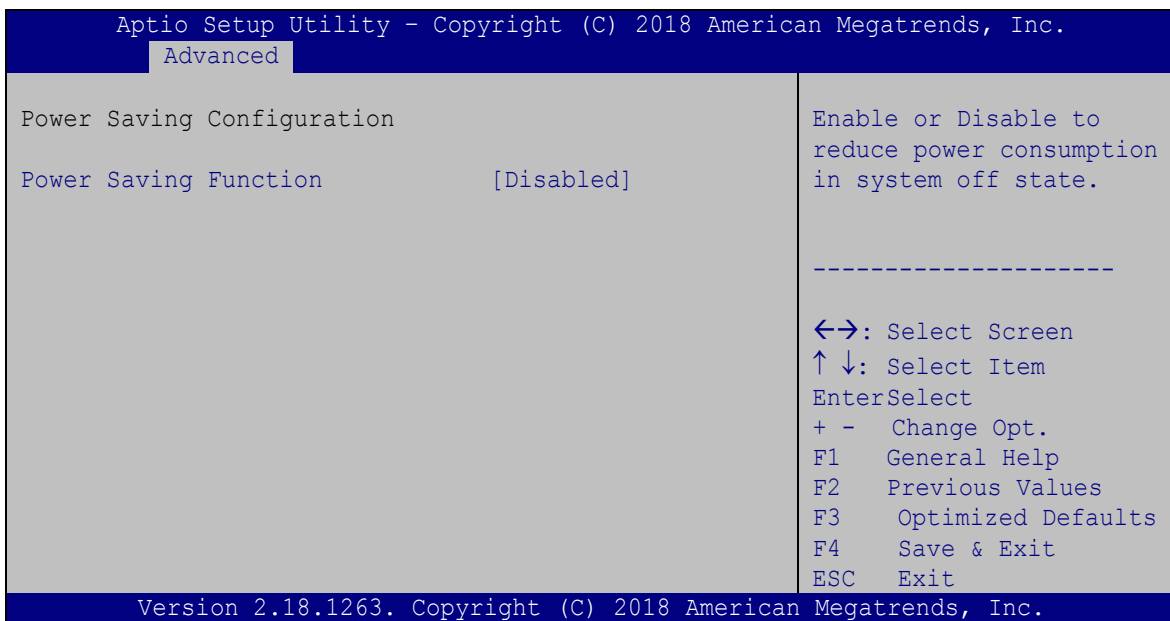 Aptio Setup Utility – Copyright (C) 2018 American Megatrends, Inc.
Advanced
Power Saving Configuration
Power Saving Function [Disabled]
Enable or Disable to
reduce power consumption
in system off state.
----------------------
←→: Select Screen
↑ ↓: Select Item
EnterSelect
+ - Change Opt.
F1 General Help
F2 Previous Values
F3 Optimized Defaults
F4 Save & Exit
ESC Exit
Version 2.18.1263. Copyright (C) 2018 American Megatrends, Inc.